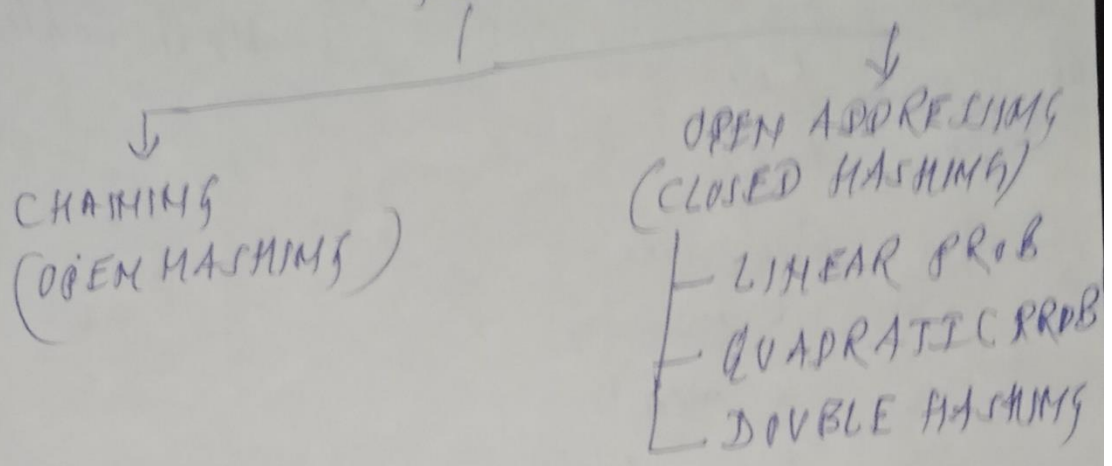 CHAINING
(OPEN HASHING)
OPEN ADDRESSING
(CLOSED HASHING)
LINEAR PROB
QUADRATIC PROB
DOUBLE HASHING